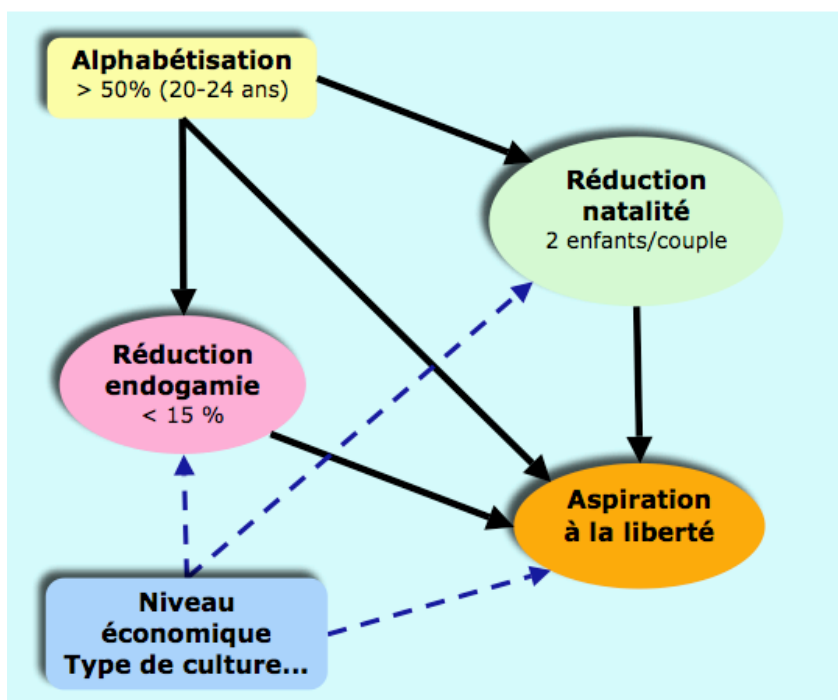 Alphabétisation
> 50% (20-24 ans)
Réduction
natalité
2 enfants/couple
Réduction
endogamie
< 15 %
Aspiration
à la liberté
Niveau
économique
Type de culture...